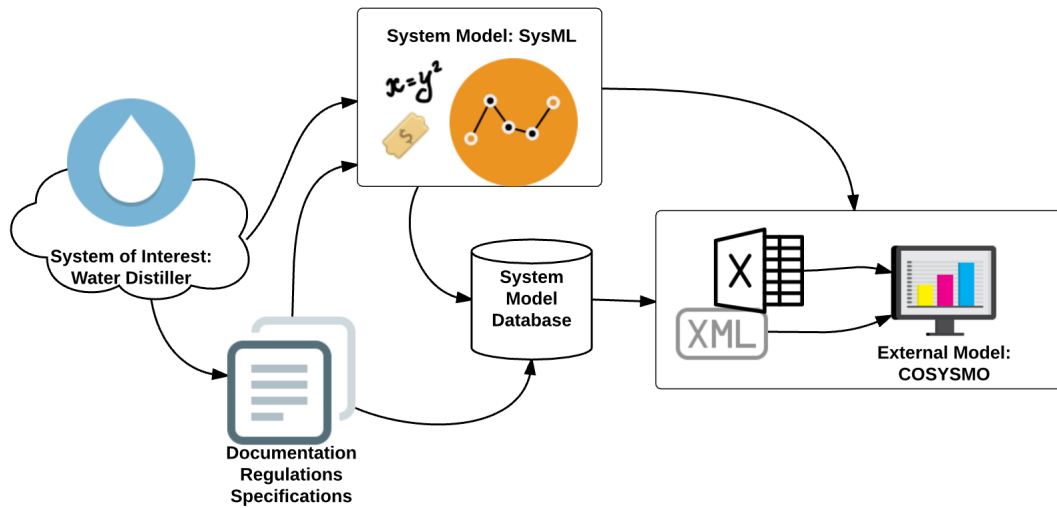 System Model: SysML
x=y²
$
System of Interest:
Water Distiller
System
Model
Database
X
XML
External Model:
COSYSMO
Documentation
Regulations
Specifications